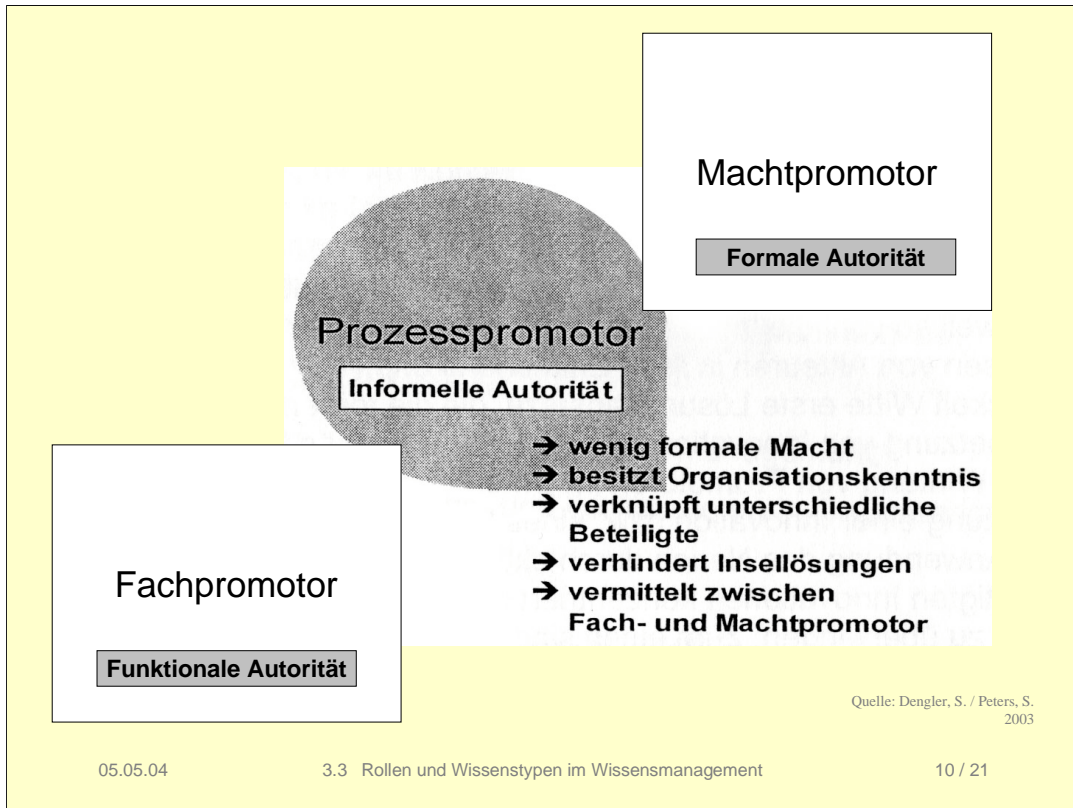 Machtpromotor
Formale Autorität
Prozesspromotor
Informelle Autorität
➔ wenig formale Macht
➔ besitzt Organisationskenntnis
➔ verknüpft unterschiedliche
Beteiligte
➔ verhindert Insellösungen
➔ vermittelt zwischen
Fach- und Machtpromotor
Fachpromotor
Funktionale Autorität
Quelle: Dengler, S. / Peters, S.
2003
05.05.04 3.3 Rollen und Wissenstypen im Wissensmanagement 10 / 21